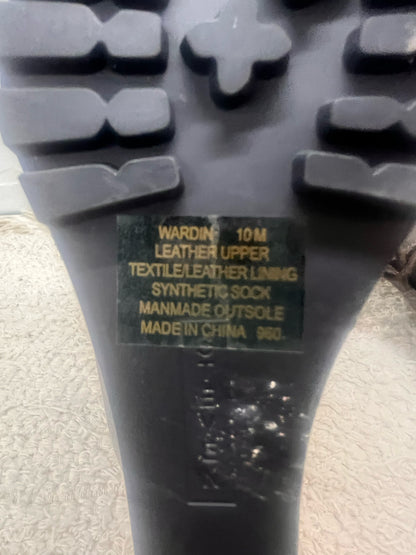 WARDIN 10 M
LEATHER UPPER
TEXTILE/LEATHER LINING
SYNTHETIC SOCK
MANMADE OUTSOLE
MADE IN CHINA 960